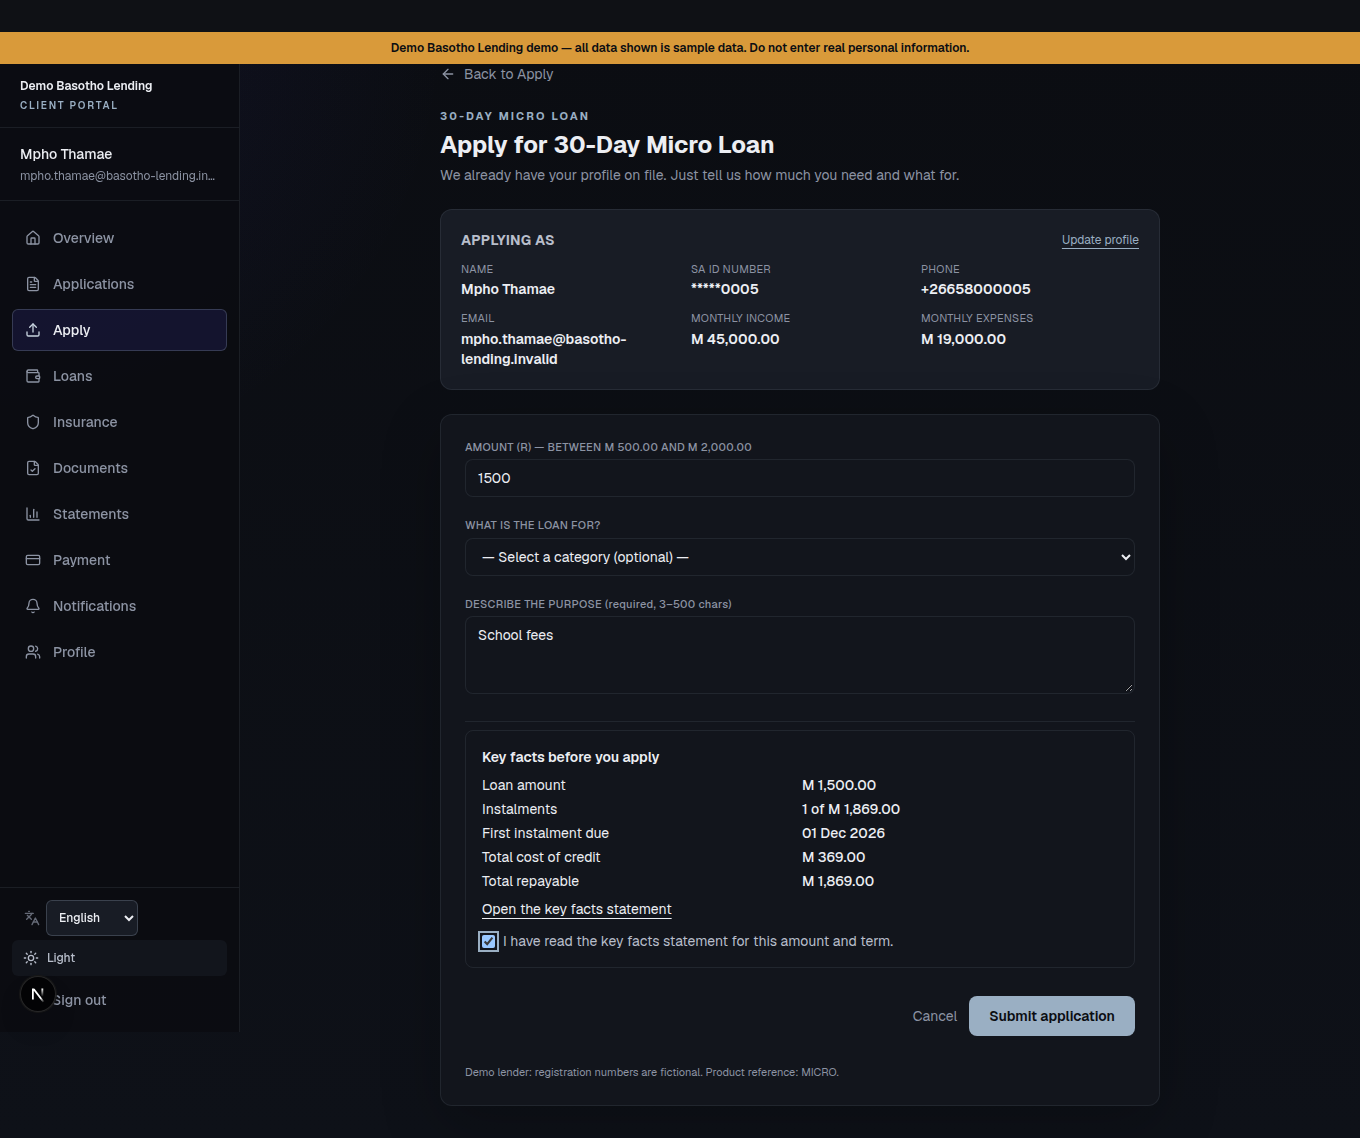 Demo Basotho Lending demo — all data shown is sample data. Do not enter real personal information.
Demo Basotho Lending
CLIENT PORTAL
Mpho Thamae
mpho.thamae@basotho-lending.in...
Overview
Applications
Apply
Loans
Insurance
Documents
Statements
Payment
Notifications
Profile
English
Light
N
Sign out
Back to Apply
30-DAY MICRO LOAN
Apply for 30-Day Micro Loan
We already have your profile on file. Just tell us how much you need and what for.
APPLYING AS
Update profile
NAME
SA ID NUMBER
PHONE
Mpho Thamae
*****0005
+26658000005
EMAIL
MONTHLY INCOME
MONTHLY EXPENSES
mpho.thamae@basotho-
lending.invalid
M 45,000.00
M 19,000.00
AMOUNT (R) — BETWEEN M 500.00 AND M 2,000.00
1500
WHAT IS THE LOAN FOR?
— Select a category (optional) —
DESCRIBE THE PURPOSE (required, 3–500 chars)
School fees
Key facts before you apply
Loan amount M 1,500.00
Instalments 1 of M 1,869.00
First instalment due 01 Dec 2026
Total cost of credit M 369.00
Total repayable M 1,869.00
Open the key facts statement
I have read the key facts statement for this amount and term.
Cancel
Submit application
Demo lender: registration numbers are fictional. Product reference: MICRO.